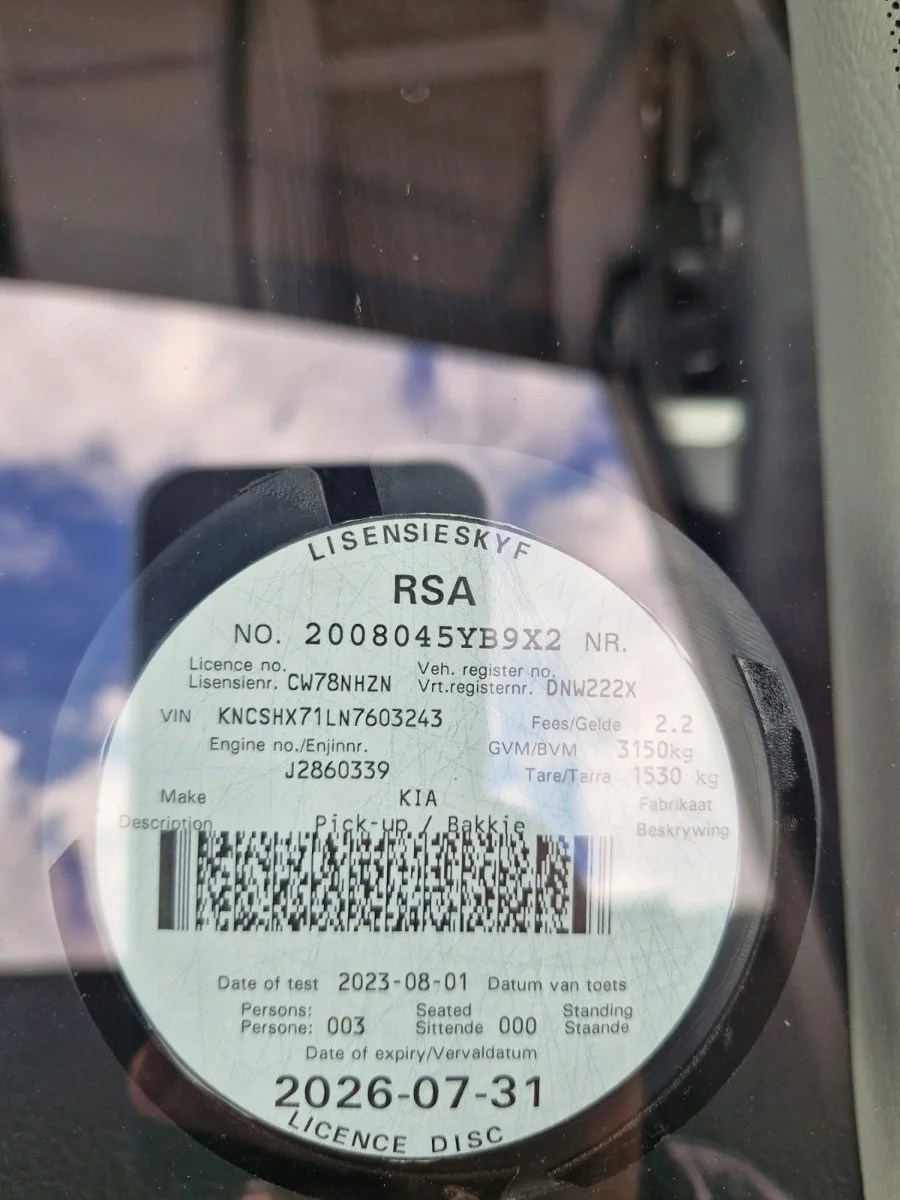 LISENSIESKYF
RSA
NO. 2008045YB9X2 NR.
Licence no. Veh. register no.
Lisensienr. CW78NHZN Vrt.registernr. DNW222X
VIN KNCSHX71LN7603243 Fees/Gelde 2.2
Engine no./Enjinnr. GVM/BVM 3150kg
J2860339 Tare/Tarra 1530 kg
Make KIA Fabrikaat
Description Pick-up / Bakkie Beskrywing
Date of test 2023-08-01 Datum van toets
Persons: Seated Standing
Persone: 003 Sittende 000 Staande
Date of expiry/Vervaldatum
2026-07-31
LICENCE DISC